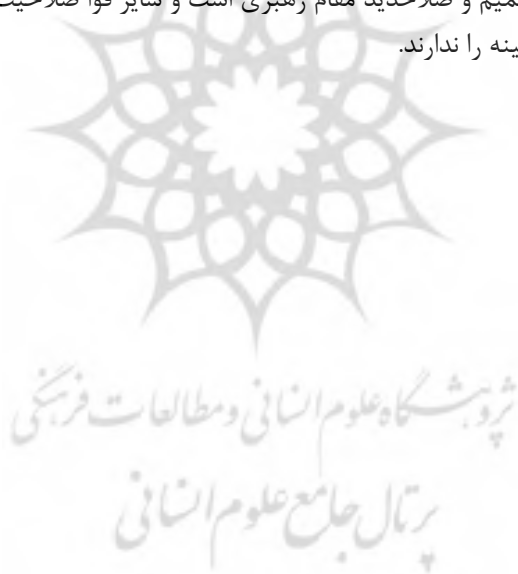 میم و صلاحدید مقام رهبری است و سایر قوا صلاحیت
ینه را ندارند.
پژوهشگاه علوم انسانی و مطالعات فرهنگی
پرتال جامع علوم انسانی